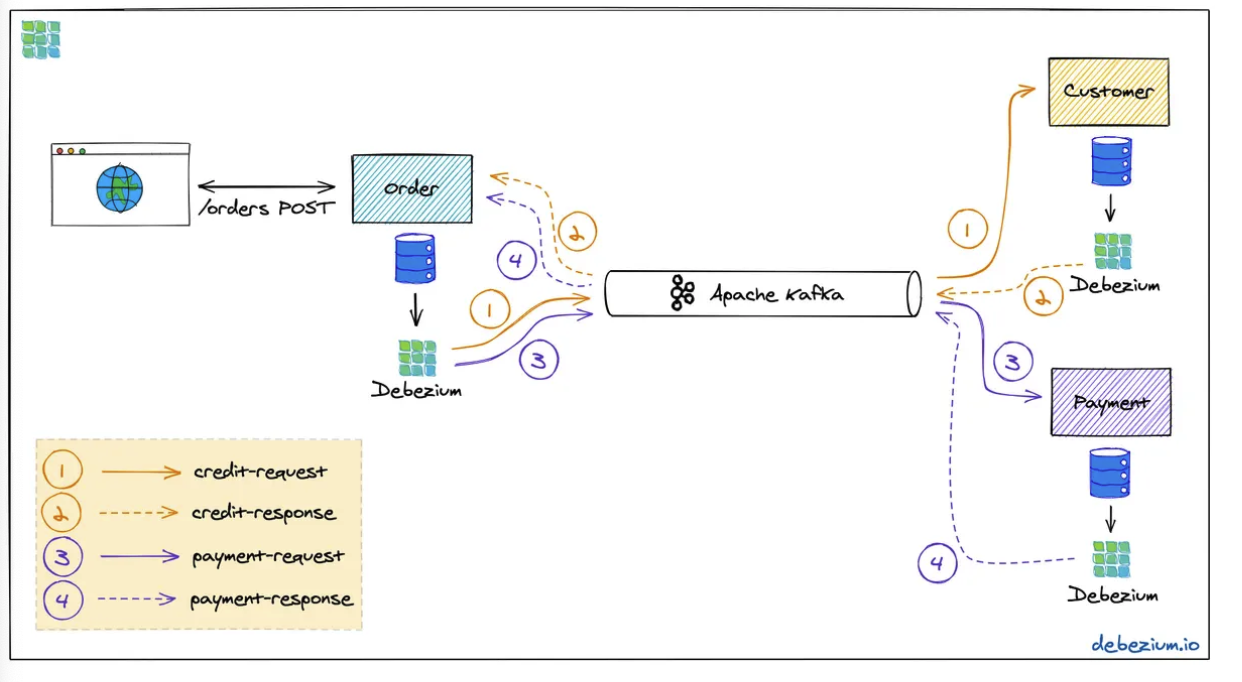 Customer
order
/orders POST
1
2
4
Apache Kafka
1
2
Debezium
3
3
Debezium
Payment
1 credit-request
2 credit-response
3 payment-request
4 payment-response
4
Debezium
debezium.io